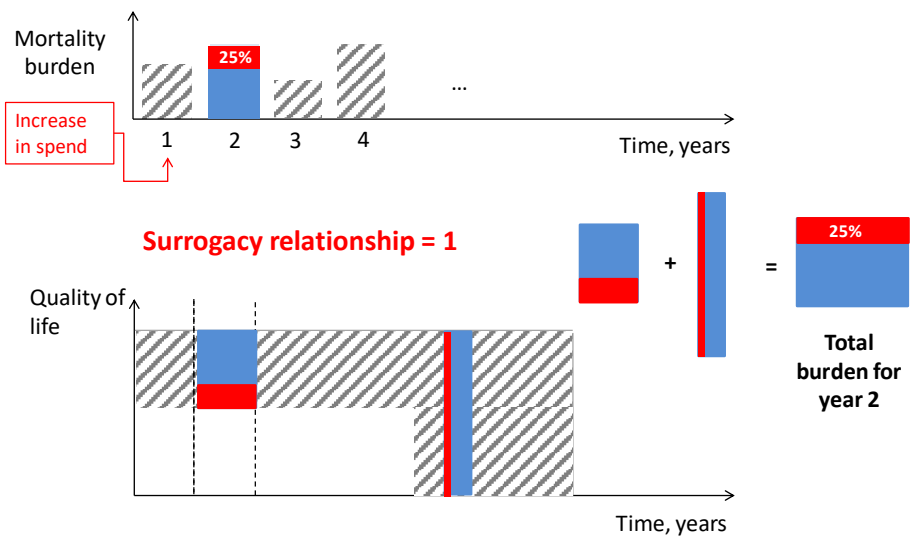 Mortality
burden
25%
...
Increase
in spend
1
2
3
4
Time, years
Surrogacy relationship = 1
+
=
25%
Quality of
life
Total
burden for
year 2
Time, years